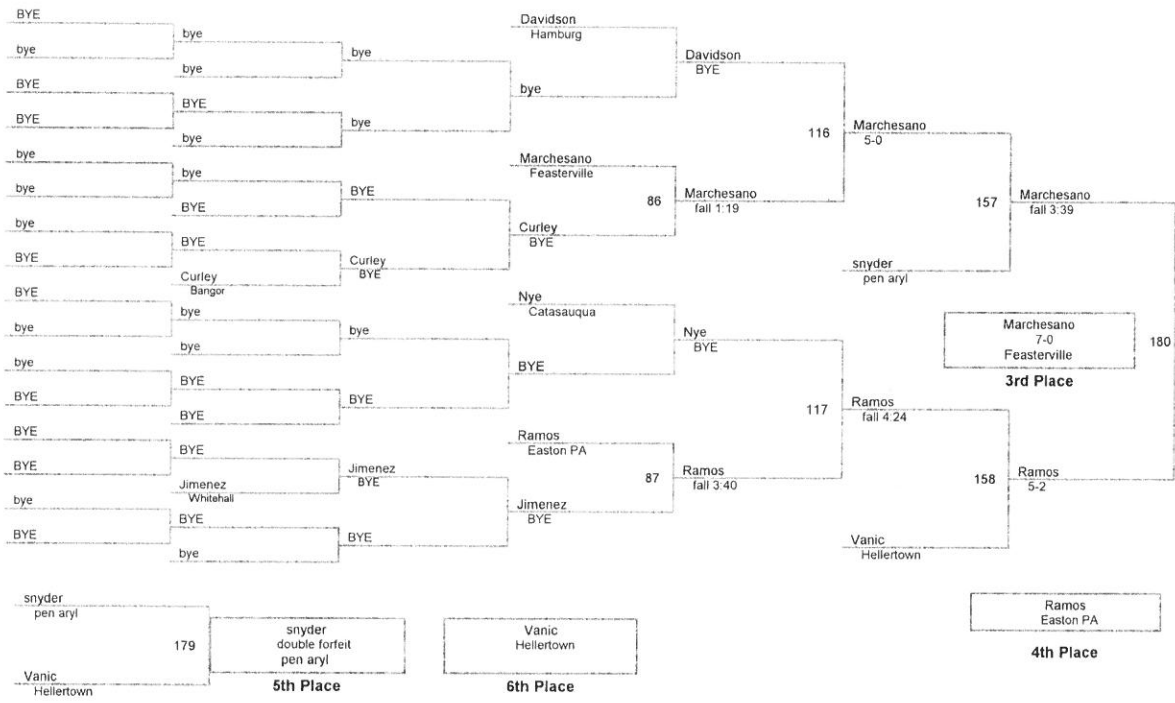 BYE
bye
BYE
BYE
bye
bye
bye
BYE
BYE
bye
bye
BYE
BYE
BYE
bye
BYE
bye
bye
BYE
bye
bye
BYE
BYE
Curley
Bangor
bye
bye
BYE
BYE
BYE
Jimenez
Whitehall
BYE
bye
bye
bye
BYE
Curley
BYE
bye
BYE
Jimenez
BYE
BYE
Davidson
Hamburg
bye
Marchesano
Feasterville
86
Curley
BYE
Nye
Catasauqua
BYE
Ramos
Easton PA
87
Jimenez
BYE
Davidson
BYE
116
Marchesano
fall 1:19
Nye
BYE
117
Ramos
fall 3:40
Marchesano
5-0
157
snyder
pen aryl
Ramos
fall 4:24
158
Vanic
Hellertown
Marchesano
fall 3:39
180
Ramos
5-2
Marchesano
7-0
Feasterville
3rd Place
Ramos
Easton PA
4th Place
snyder
pen aryl
179
Vanic
Hellertown
snyder
double forfeit
pen aryl
5th Place
Vanic
Hellertown
6th Place